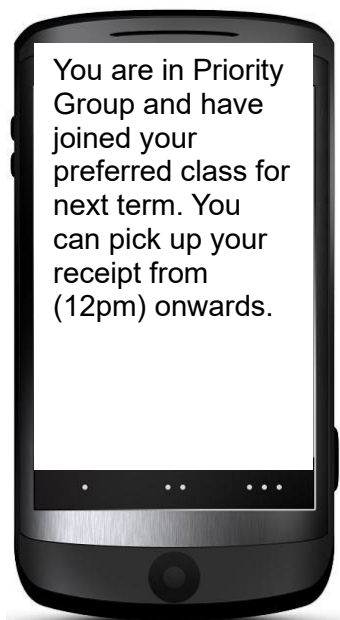 You are in Priority
Group and have
joined your
preferred class for
next term. You
can pick up your
receipt from
(12pm) onwards.